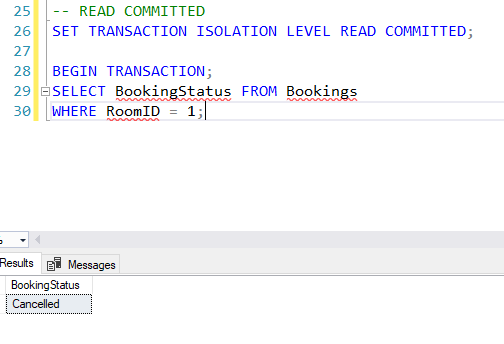 25 -- READ COMMITTED
26 SET TRANSACTION ISOLATION LEVEL READ COMMITTED;
27
28 BEGIN TRANSACTION;
29 SELECT BookingStatus FROM Bookings
30 WHERE RoomID = 1;
Results Messages
BookingStatus
Cancelled